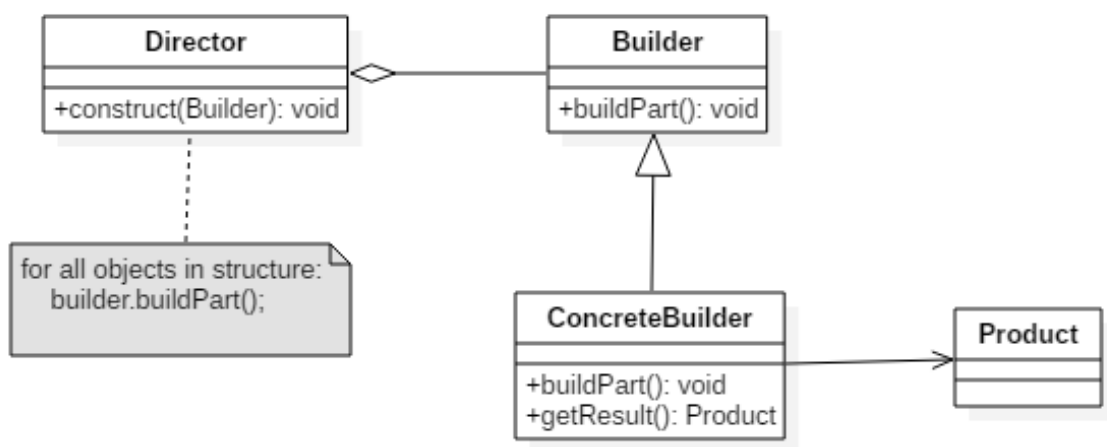 Director
+construct(Builder): void
Builder
+buildPart(): void
for all objects in structure:
builder.buildPart();
ConcreteBuilder
+buildPart(): void
+getResult(): Product
Product